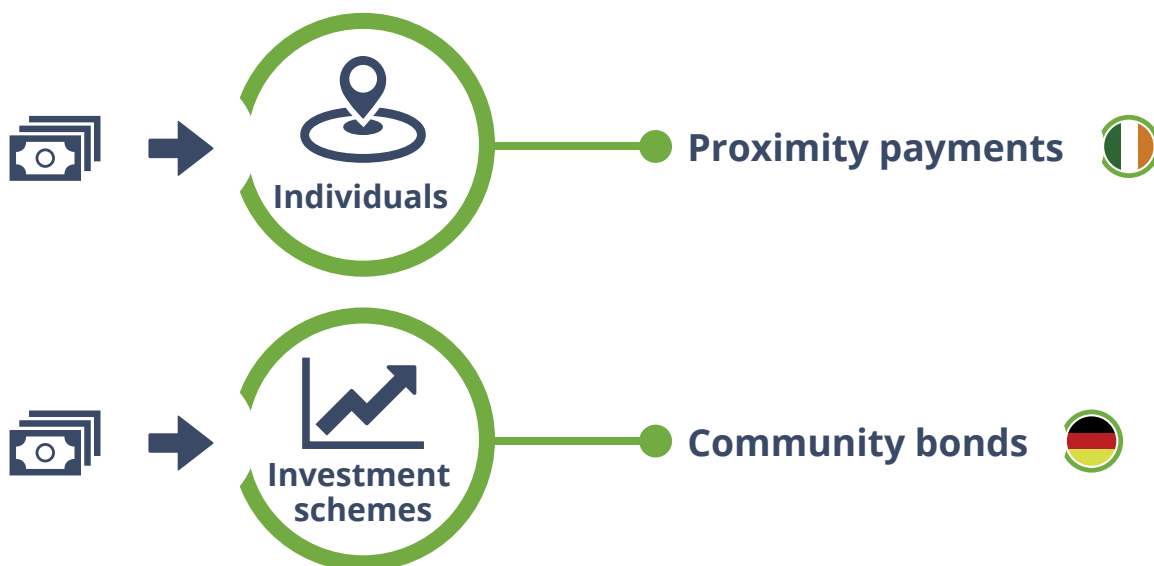 Individuals
Proximity payments
Investment
schemes
Community bonds